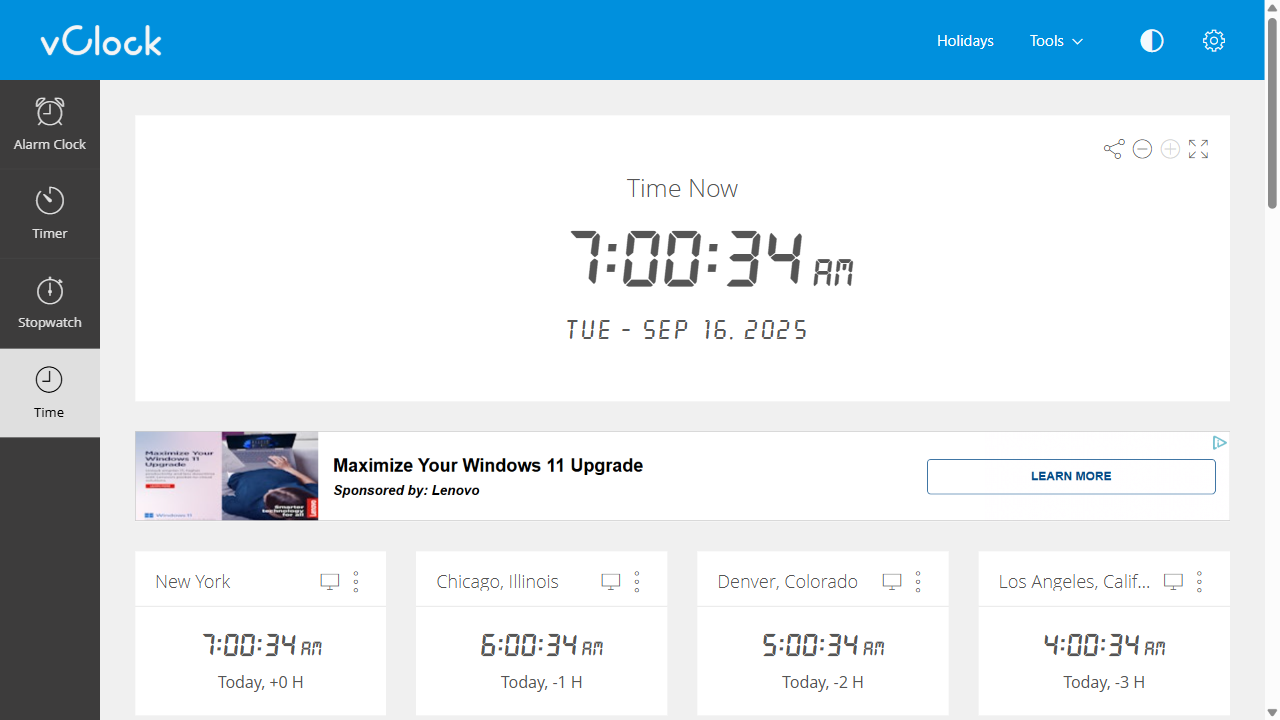 vClock
Holidays
Tools
Alarm Clock
Timer
Stopwatch
Time
Time Now
7:00:34 AM
TUE - SEP 16, 2025
Maximize Your
Windows 11
Upgrade
Smarter
technology
for all
Lenovo
Windows 11
Maximize Your Windows 11 Upgrade
Sponsored by: Lenovo
LEARN MORE
New York
7:00:34 AM
Today, +0 H
Chicago, Illinois
6:00:34 AM
Today, -1 H
Denver, Colorado
5:00:34 AM
Today, -2 H
Los Angeles, Calif...
4:00:34 AM
Today, -3 H